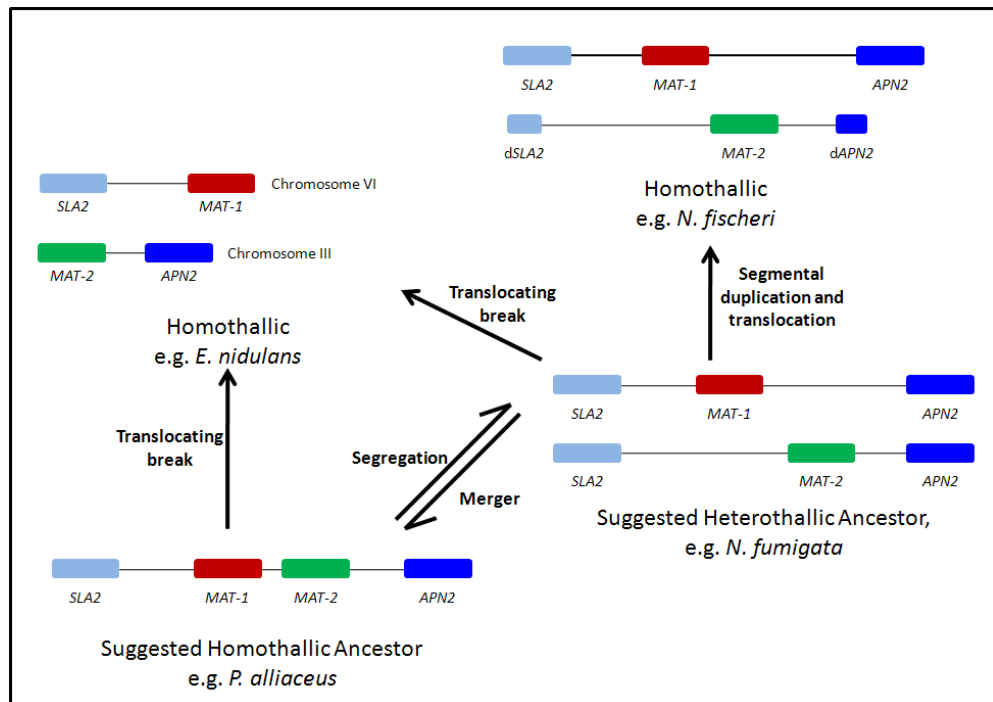 SLA2 MAT-1 APN2
dSLA2 MAT-2 dAPN2
Homothallic
e.g. N. fischeri
Chromosome VI
SLA2 MAT-1
Chromosome III
MAT-2 APN2
Homothallic
e.g. E. nidulans
Translocating
break
Segmental
duplication and
translocation
SLA2 MAT-1 APN2
SLA2 MAT-2 APN2
Suggested Heterothallic Ancestor,
e.g. N. fumigata
Translocating
break
Segregation
Merger
SLA2 MAT-1 MAT-2 APN2
Suggested Homothallic Ancestor
e.g. P. alliaceus